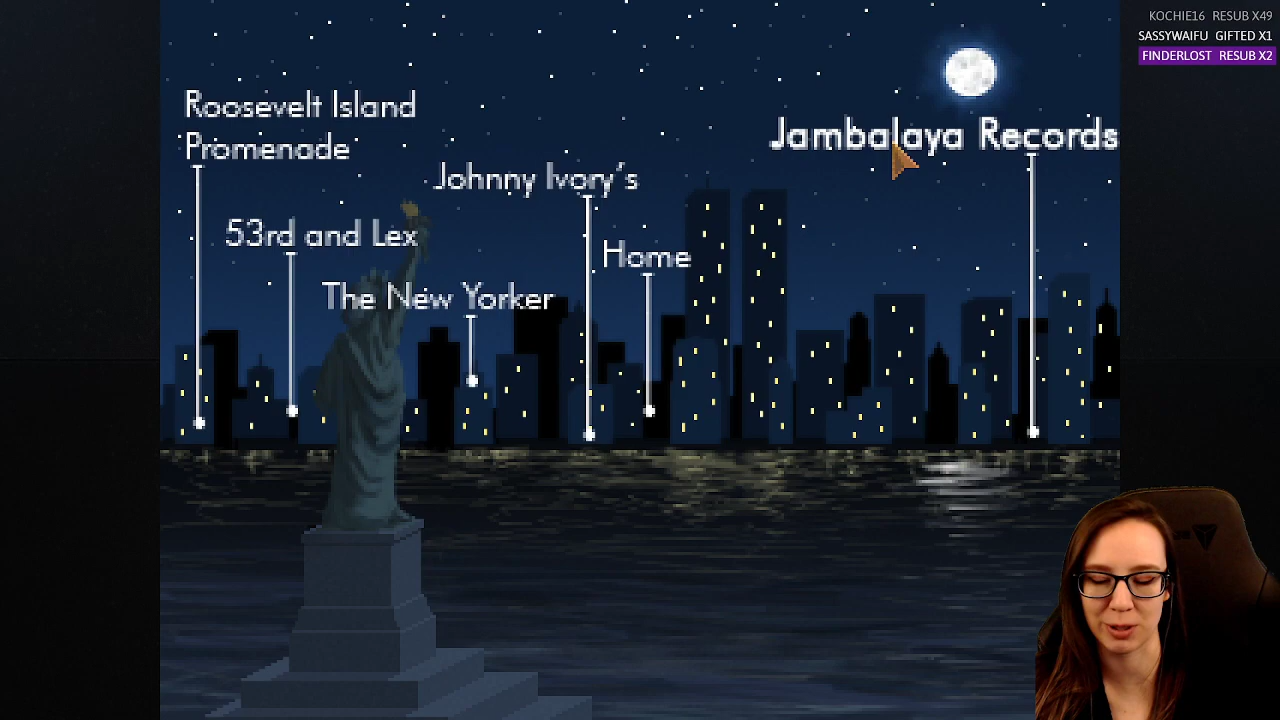 KOCHIE16 RESUB X49
SASSYWAIFU GIFTED X1
FINDERLOST RESUB X2
Roosevelt Island
Promenade
Jambalaya Records
Johnny Ivory's
53rd and Lex
Home
The New Yorker